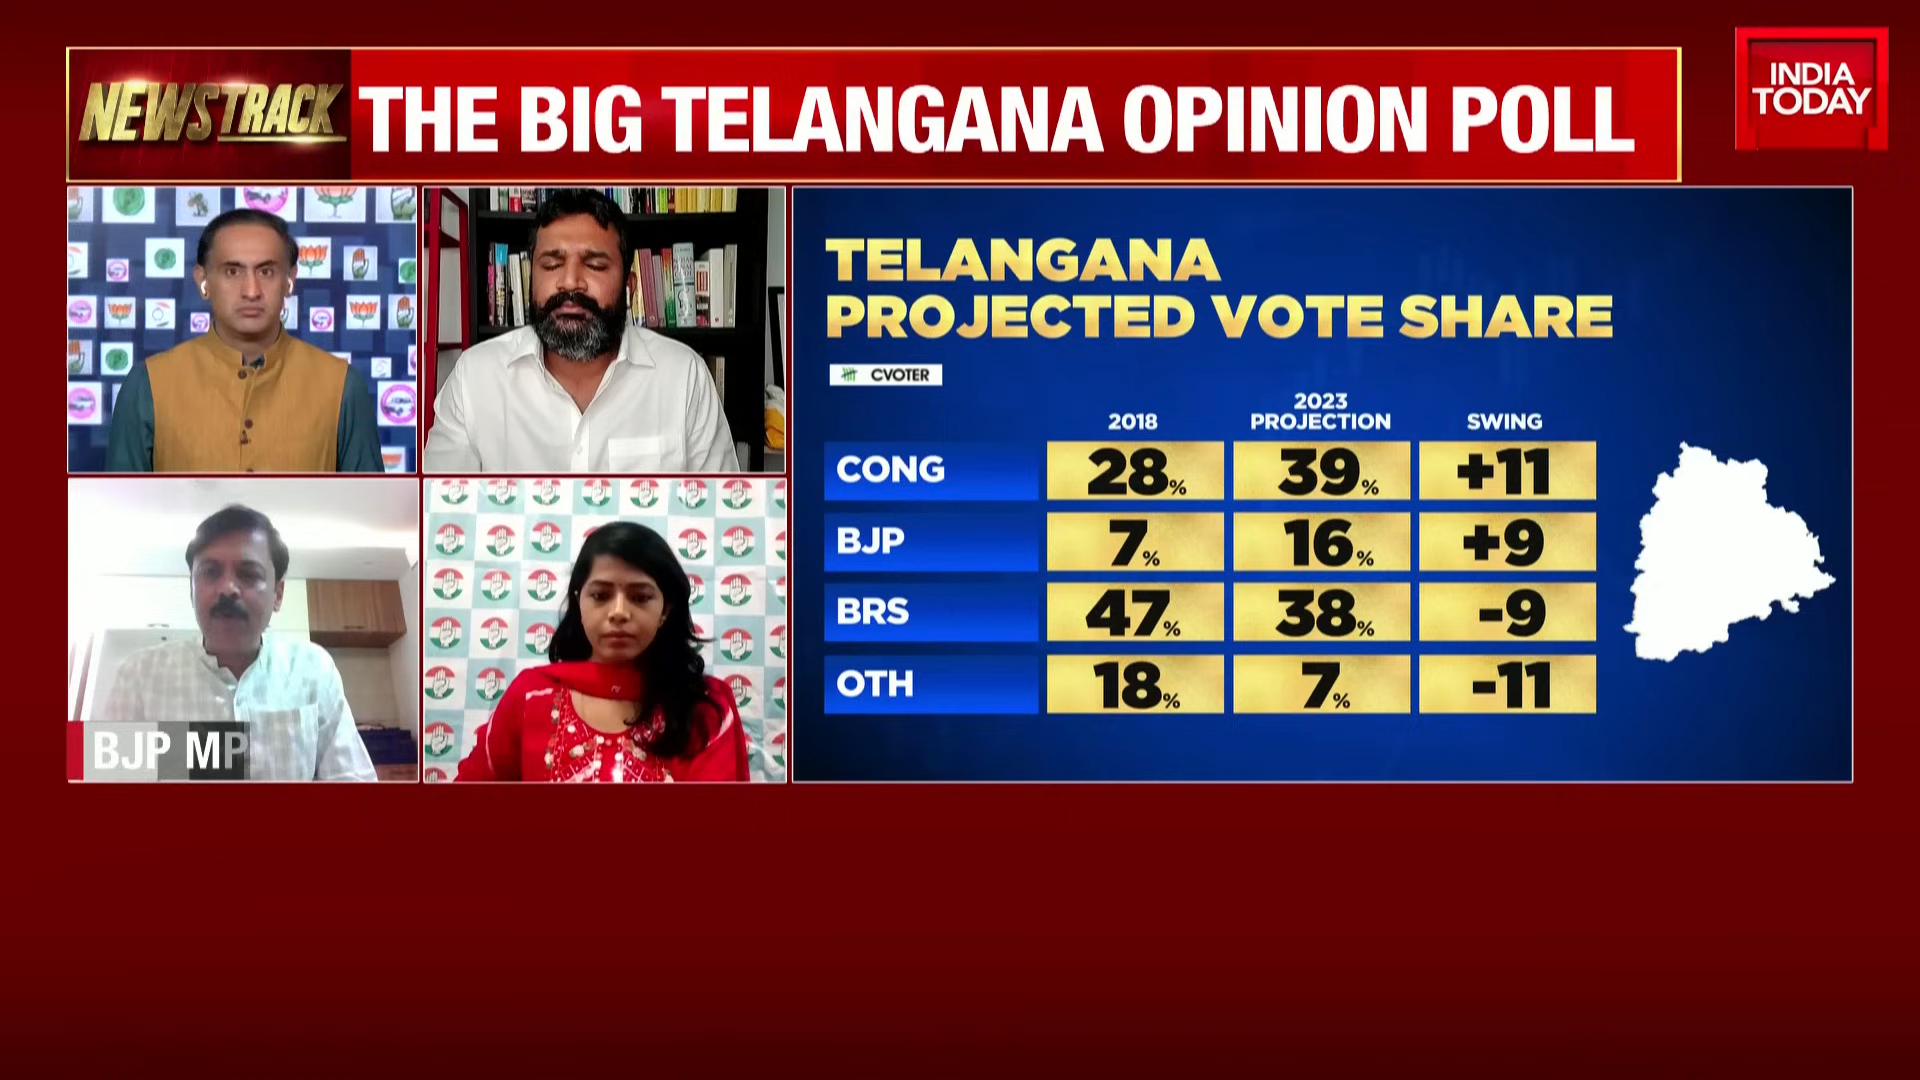 NEWSTRACK
THE BIG TELANGANA OPINION POLL
INDIA
TODAY
TELANGANA
PROJECTED VOTE SHARE
CVOTER
2018 2023 PROJECTION SWING
CONG 28% 39% +11
BJP 7% 16% +9
BRS 47% 38% -9
OTH 18% 7% -11
BJP MP